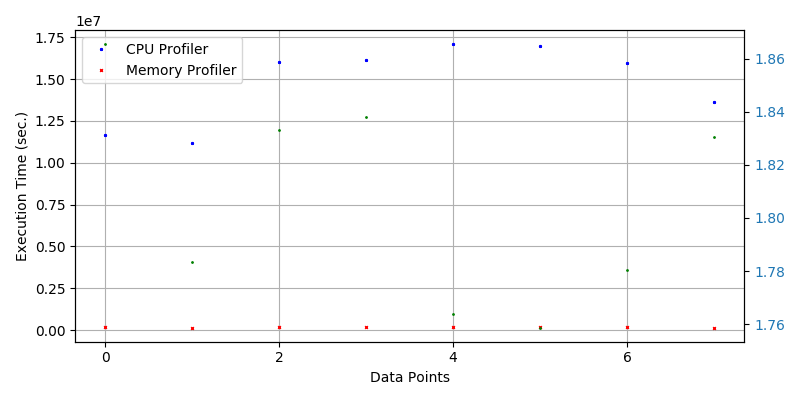 1e7
CPU Profiler
Memory Profiler
1.75
1.50
1.25
1.00
0.75
0.50
0.25
0.00
Execution Time (sec.)
1.86
1.84
1.82
1.80
1.78
1.76
0 2 4 6
Data Points